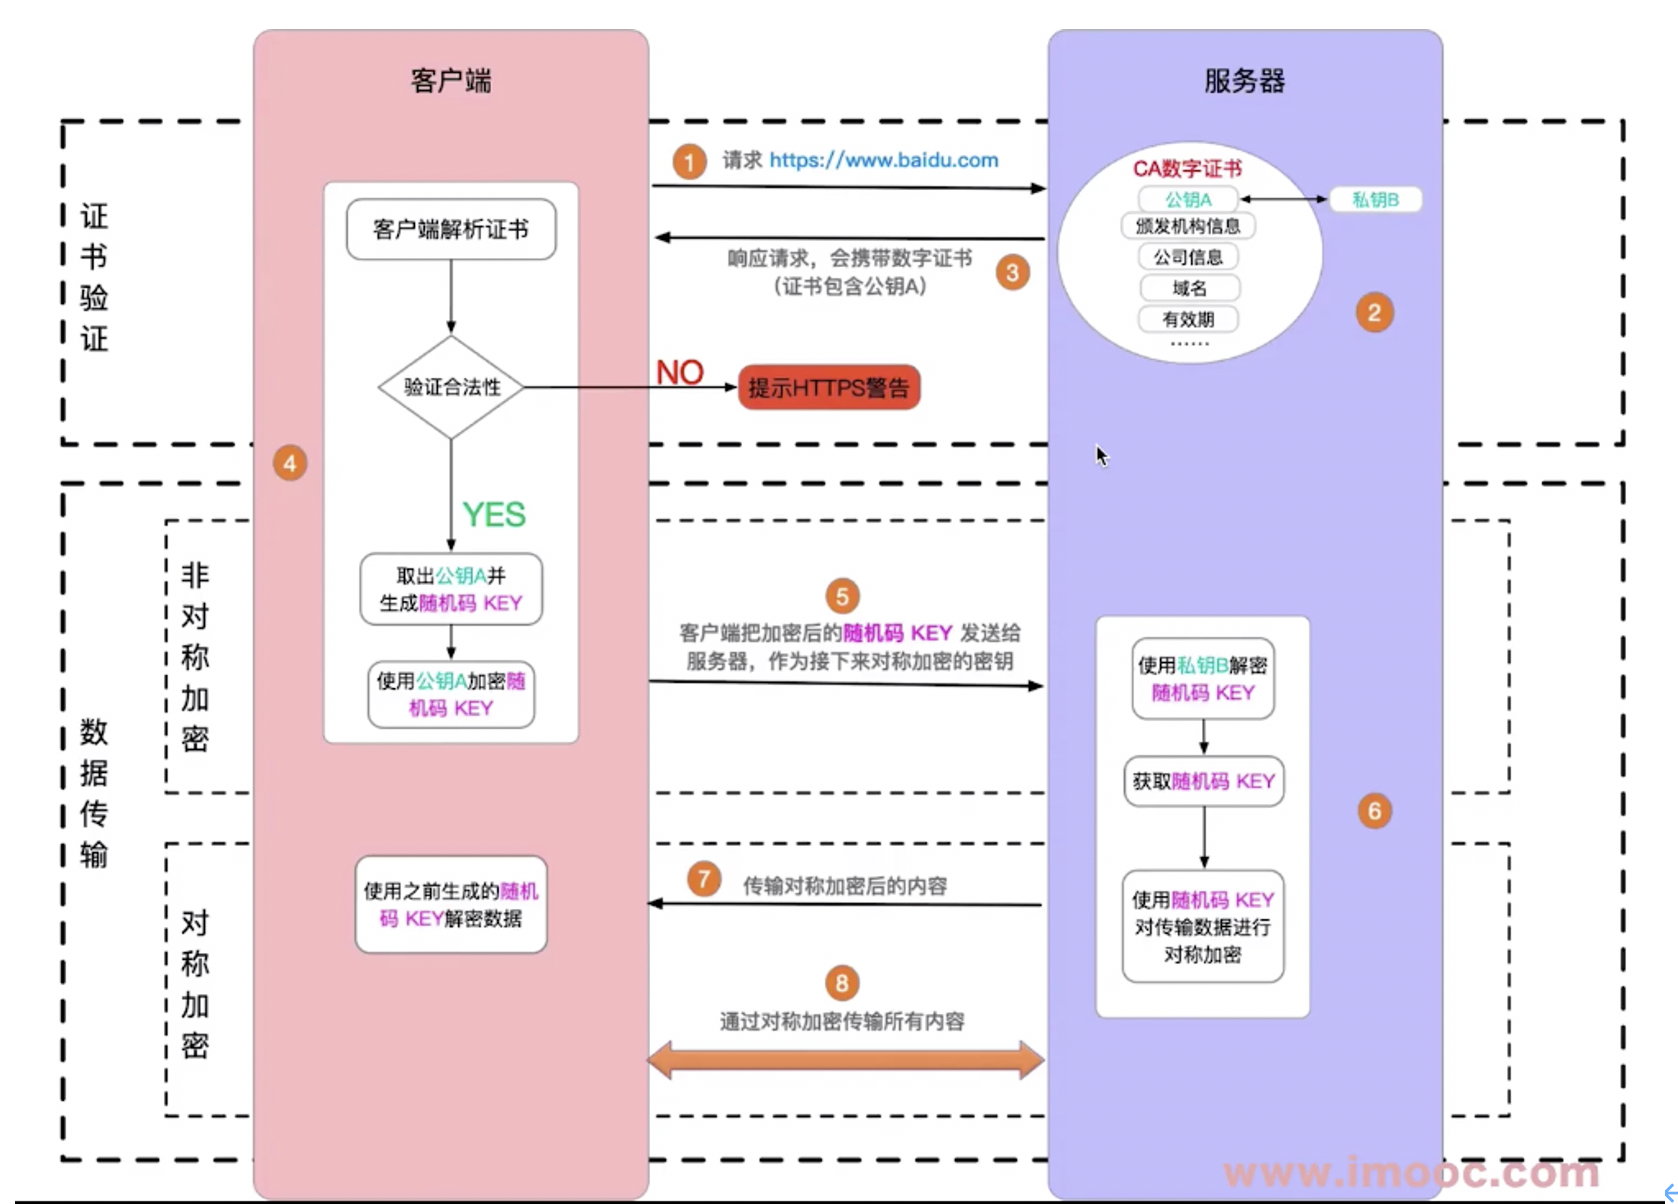 客户端
服务器
证书验证
① 请求 https://www.baidu.com
CA数字证书
公钥A
私钥B
颁发机构信息
公司信息
域名
有效期
······
②
响应请求，会携带数字证书
（证书包含公钥A）
③
客户端解析证书
验证合法性
NO
提示HTTPS警告
④
YES
数据传输
非对称加密
取出公钥A并
生成随机码 KEY
使用公钥A加密随
机码 KEY
⑤
客户端把加密后的随机码 KEY 发送给
服务器，作为接下来对称加密的密钥
使用私钥B解密
随机码 KEY
获取随机码 KEY
⑥
使用随机码 KEY
对传输数据进行
对称加密
对称加密
⑦ 传输对称加密后的内容
使用之前生成的随机
码 KEY解密数据
⑧
通过对称加密传输所有内容
www.imooc.com